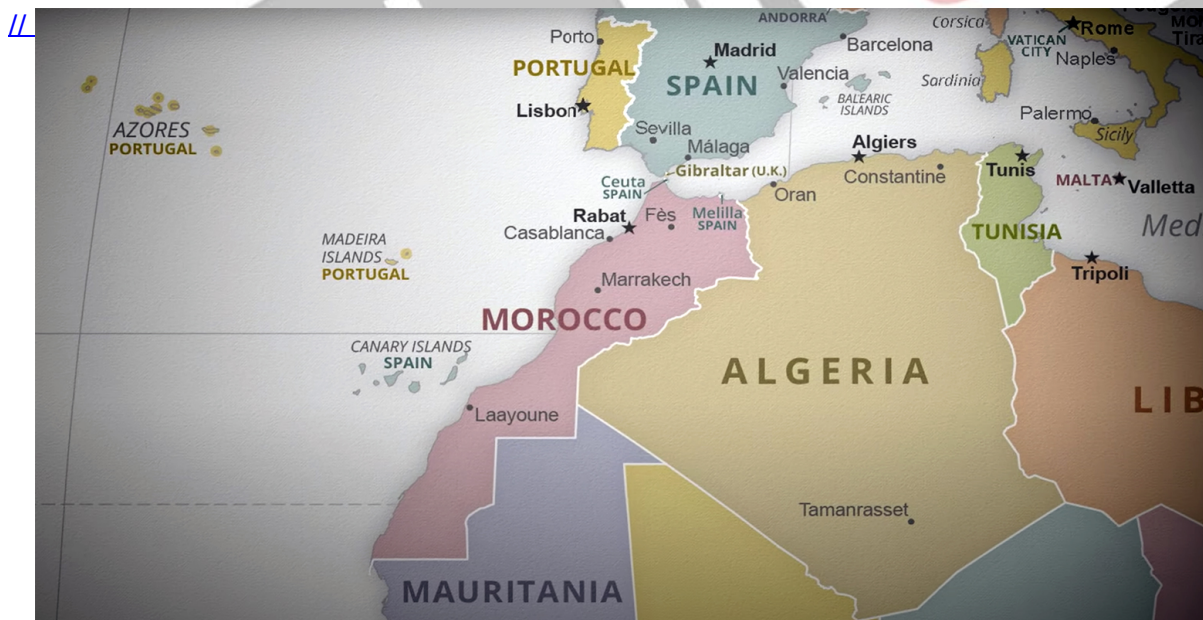 //
ANDORRA
Corsica
Rome
Porto
Madrid
Barcelona
VATICAN
CITY
Naples
PORTUGAL
SPAIN
Valencia
Sardinia
BALEARIC
ISLANDS
Lisbon
Palermo
AZORES
PORTUGAL
Sevilla
Málaga
Algiers
Sicily
Gibraltar (U.K.)
Constantine
Tunis
MALTA
Valletta
Ceuta
SPAIN
Oran
Rabat
Fès
Melilla
SPAIN
Casablanca
TUNISIA
Med
MADEIRA
ISLANDS
PORTUGAL
Tripoli
Marrakech
MOROCCO
CANARY ISLANDS
SPAIN
ALGERIA
LIB
Laayoune
Tamanrasset
MAURITANIA